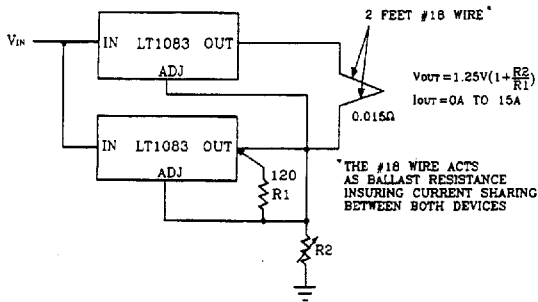 2 FEET #18 WIRE*
VIN
IN LT1083 OUT
ADJ
VOUT=1.25V(1+R2/R1)
IOUT=0A TO 15A
0.015Ω
IN LT1083 OUT
ADJ
120
R1
*THE #18 WIRE ACTS
AS BALLAST RESISTANCE
INSURING CURRENT SHARING
BETWEEN BOTH DEVICES
R2